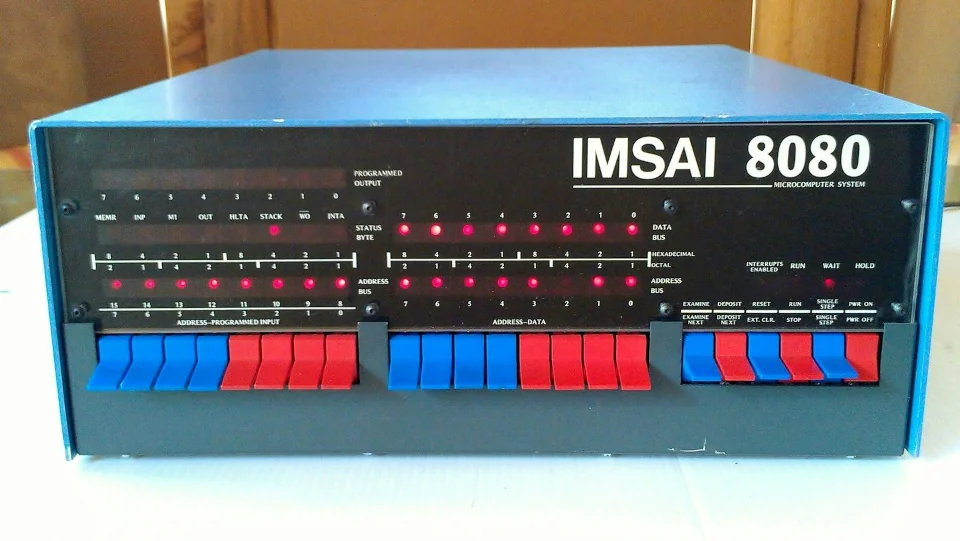 IMSAI 8080
MICROCOMPUTER SYSTEM
PROGRAMMED
OUTPUT
7 6 5 4 3 2 1 0
MEMR INP M1 OUT HLTA STACK WO INTA
STATUS
BYTE
7 6 5 4 3 2 1 0
DATA
BUS
8 4 2 1 8 4 2 1
2 1 4 2 1 4 2 1
8 4 2 1 8 4 2 1
2 1 4 2 1 4 2 1
HEXADECIMAL
OCTAL
ADDRESS
BUS
ADDRESS
BUS
15 14 13 12 11 10 9 8
7 6 5 4 3 2 1 0
ADDRESS-PROGRAMMED INPUT
7 6 5 4 3 2 1 0
ADDRESS-DATA
INTERRUPTS
ENABLED
RUN
WAIT
HOLD
EXAMINE
DEPOSIT
RESET
RUN
SINGLE
STEP
PWR ON
EXAMINE
NEXT
DEPOSIT
NEXT
EXT. CLR.
STOP
SINGLE
STEP
PWR OFF